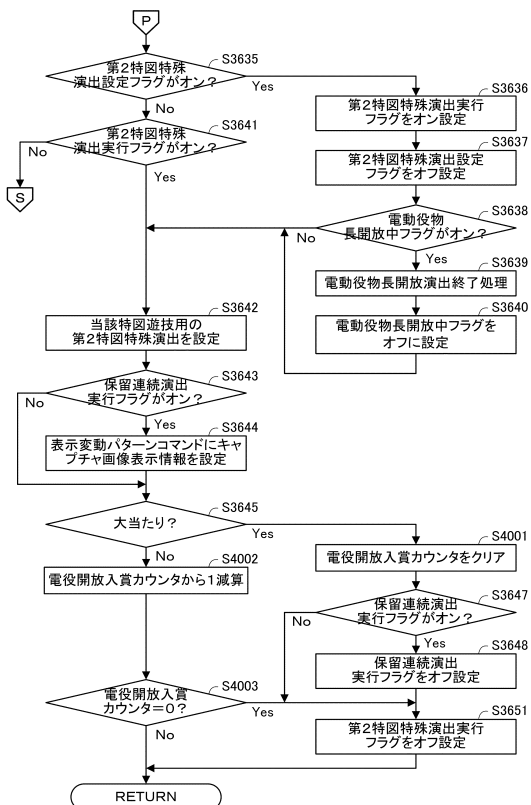 P
S3635
第2特図特殊
演出設定フラグがオン?
Yes
No
S3636
第2特図特殊演出実行
フラグをオン設定
S3641
第2特図特殊
演出実行フラグがオン?
No
Yes
S
S3637
第2特図特殊演出設定
フラグをオフ設定
S3638
電動役物
長開放中フラグがオン?
No
Yes
S3639
電動役物長開放演出終了処理
S3640
電動役物長開放中フラグを
オフに設定
S3642
当該特図遊技用の
第2特図特殊演出を設定
S3643
保留連続演出
実行フラグがオン?
No
Yes
S3644
表示変動パターンコマンドにキャ
プチャ画像表示情報を設定
S3645
大当たり?
Yes
No
S4001
電役開放入賞カウンタをクリア
S4002
電役開放入賞カウンタから1減算
S3647
保留連続演出
実行フラグがオン?
No
Yes
S3648
保留連続演出
実行フラグをオフ設定
S4003
電役開放入賞
カウンタ=0?
Yes
No
S3651
第2特図特殊演出実行
フラグをオフ設定
RETURN